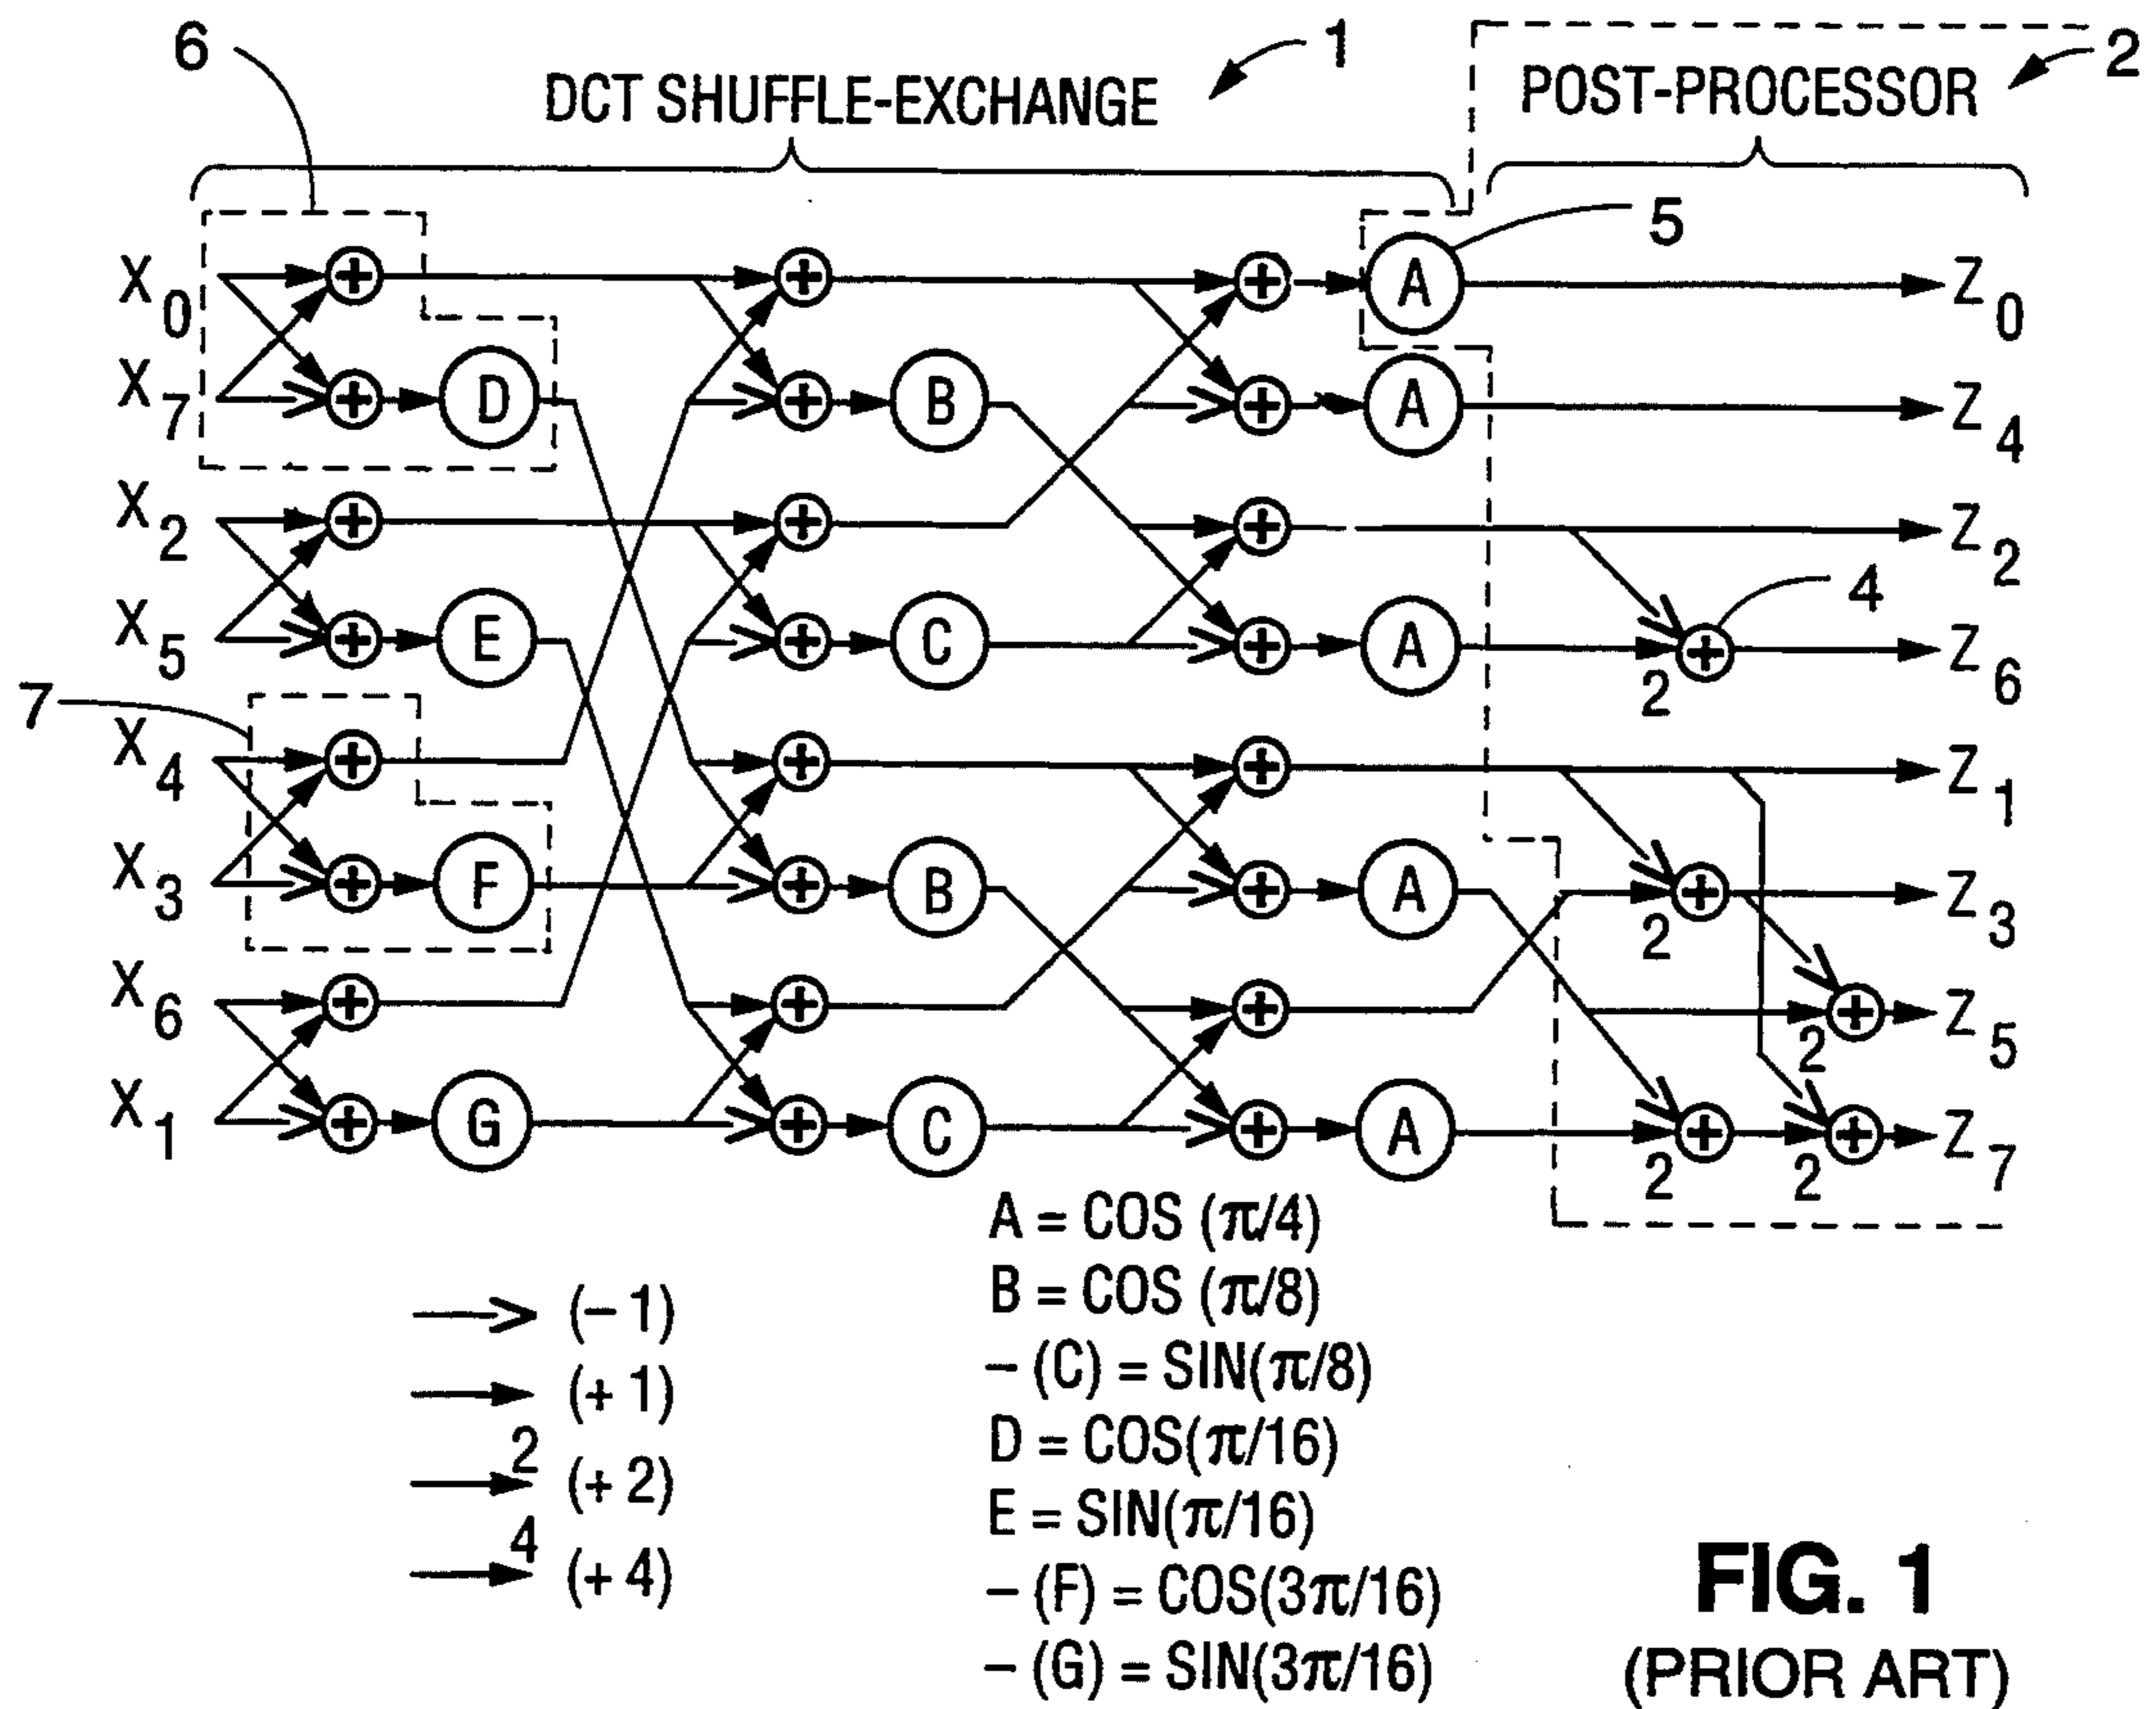 6
DCT SHUFFLE-EXCHANGE
1
POST-PROCESSOR
2
5
X0
A
Z0
X7
D
B
A
Z4
X2
Z2
4
X5
E
C
A
2
Z6
7
X4
Z1
X3
F
B
A
2
Z3
X6
2
Z5
X1
G
C
A
2
2
Z7
(-1)
(+1)
2
(+2)
4
(+4)
A = COS (π/4)
B = COS (π/8)
- (C) = SIN(π/8)
D = COS(π/16)
E = SIN(π/16)
- (F) = COS(3π/16)
- (G) = SIN(3π/16)
FIG. 1
(PRIOR ART)